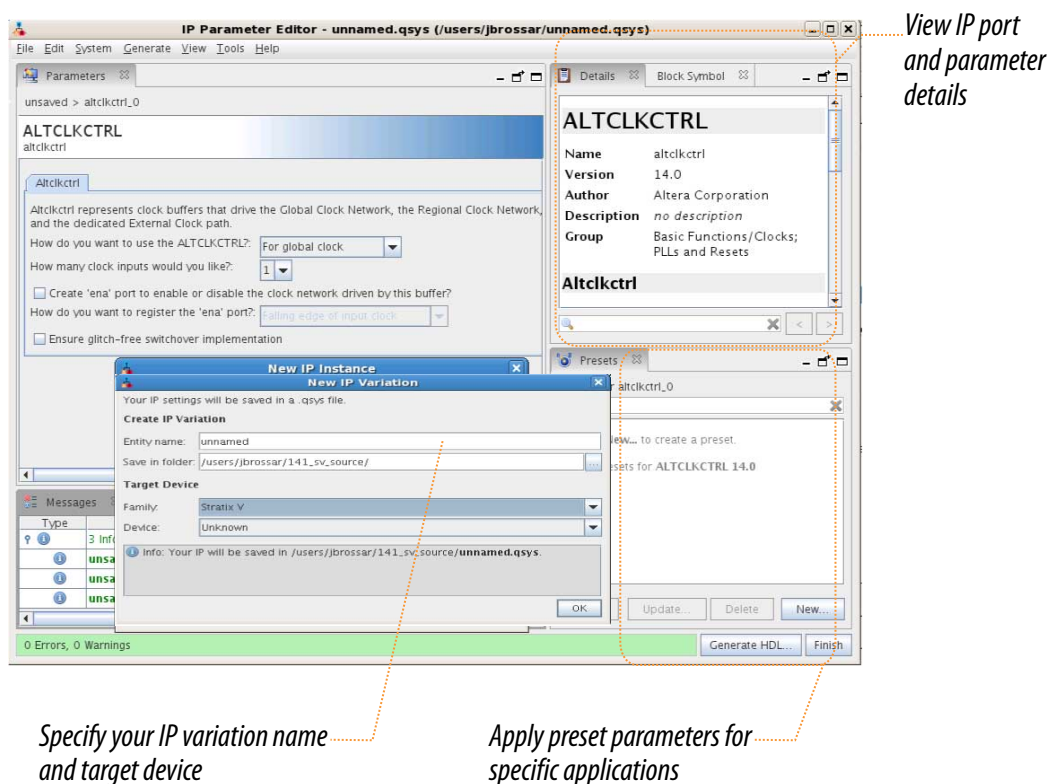 IP Parameter Editor - unnamed.qsys (/users/jbrossar/unnamed.qsys)
File Edit System Generate View Tools Help
Parameters
unsaved > altclkctrl_0
ALTCLKCTRL
altclkctrl
Altclkctrl
Altclkctrl represents clock buffers that drive the Global Clock Network, the Regional Clock Network,
and the dedicated External Clock path.
How do you want to use the ALTCLKCTRL?: For global clock
How many clock inputs would you like?: 1
Create 'ena' port to enable or disable the clock network driven by this buffer?
How do you want to register the 'ena' port?: Falling edge of input clock
Ensure glitch-free switchover implementation
Details Block Symbol
ALTCLKCTRL
Name altclkctrl
Version 14.0
Author Altera Corporation
Description no description
Group Basic Functions/Clocks;
PLLs and Resets
Altclkctrl
< >
View IP port
and parameter
details
Presets
altclkctrl_0
to create a preset.
for ALTCLKCTRL 14.0
Update... Delete New...
New IP Instance
New IP Variation
Your IP settings will be saved in a .qsys file.
Create IP Variation
Entity name: unnamed
Save in folder: /users/jbrossar/141_sv_source/ ...
Target Device
Family: Stratix V
Device: Unknown
Info: Your IP will be saved in /users/jbrossar/141_sv_source/unnamed.qsys.
OK
Messages
Type
3 Info
unsa
unsa
unsa
0 Errors, 0 Warnings
Generate HDL... Finish
Specify your IP variation name
and target device
Apply preset parameters for
specific applications